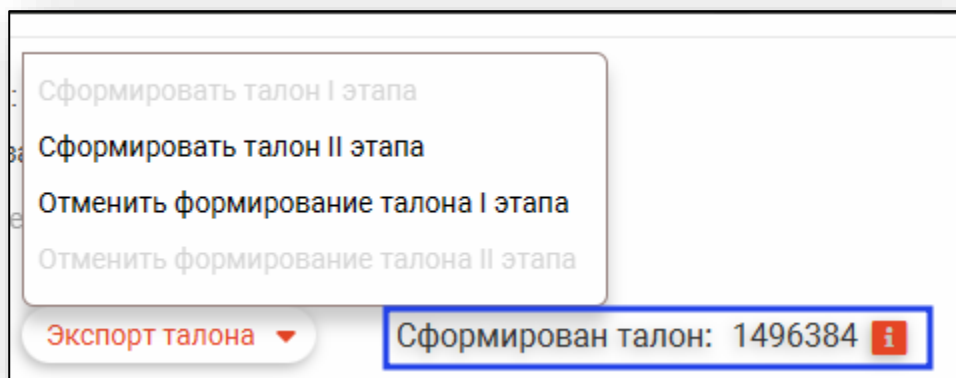 Сформировать талон I этапа
Сформировать талон II этапа
Отменить формирование талона I этапа
Отменить формирование талона II этапа
Экспорт талона
Сформирован талон: 1496384